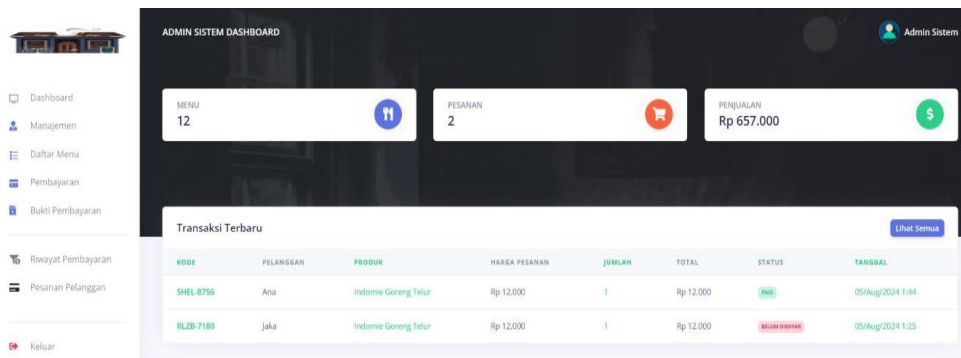 ADMIN SISTEM DASHBOARD
Admin Sistem
Dashboard
Manajemen
Daftar Menu
Pembayaran
Bukti Pembayaran
Riwayat Pembayaran
Pesanan Pelanggan
Keluar
MENU
12
PESANAN
2
PENJUALAN
Rp 657.000
Transaksi Terbaru
Lihat Semua
KODE PELANGGAN PRODUK HARGA PESANAN JUMLAH TOTAL STATUS TANGGAL
SHEL-8756 Ana Indomie Goreng Telur Rp 12.000 1 Rp 12.000 PAID 05/Aug/2024 1:44
RLZB-7180 Jaka Indomie Goreng Telur Rp 12.000 1 Rp 12.000 BELUM DIBAYAR 05/Aug/2024 1:25